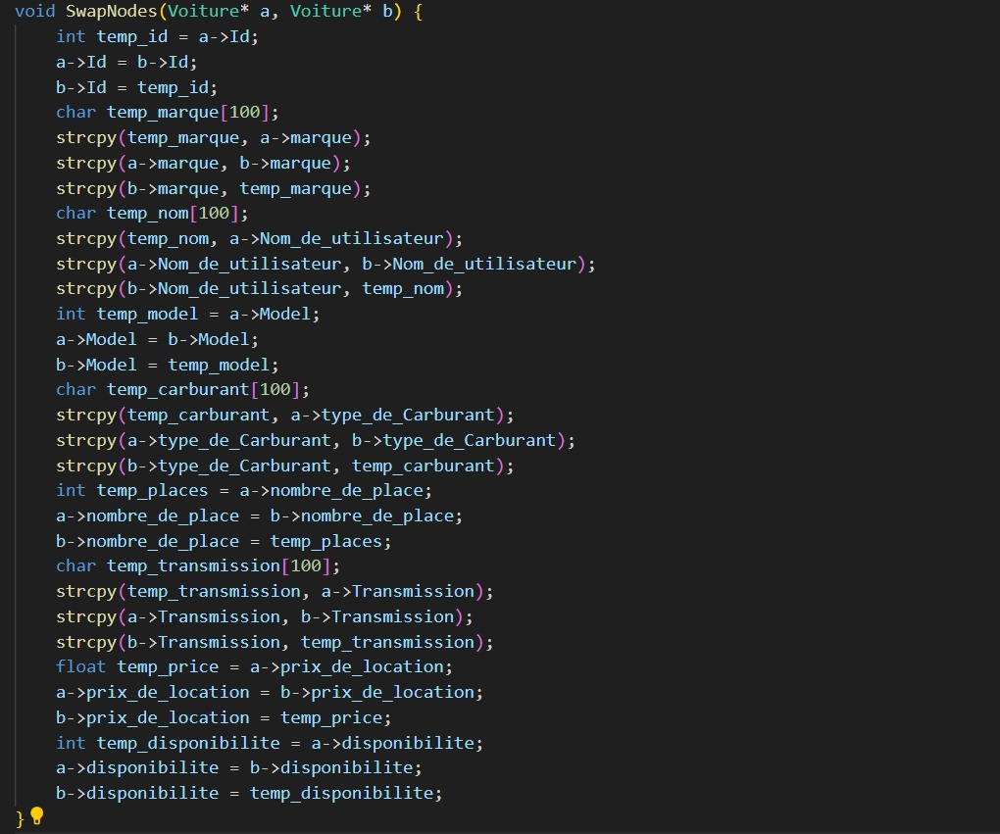 void SwapNodes(Voiture* a, Voiture* b) {
    int temp_id = a->Id;
    a->Id = b->Id;
    b->Id = temp_id;
    char temp_marque[100];
    strcpy(temp_marque, a->marque);
    strcpy(a->marque, b->marque);
    strcpy(b->marque, temp_marque);
    char temp_nom[100];
    strcpy(temp_nom, a->Nom_de_utilisateur);
    strcpy(a->Nom_de_utilisateur, b->Nom_de_utilisateur);
    strcpy(b->Nom_de_utilisateur, temp_nom);
    int temp_model = a->Model;
    a->Model = b->Model;
    b->Model = temp_model;
    char temp_carburant[100];
    strcpy(temp_carburant, a->type_de_Carburant);
    strcpy(a->type_de_Carburant, b->type_de_Carburant);
    strcpy(b->type_de_Carburant, temp_carburant);
    int temp_places = a->nombre_de_place;
    a->nombre_de_place = b->nombre_de_place;
    b->nombre_de_place = temp_places;
    char temp_transmission[100];
    strcpy(temp_transmission, a->Transmission);
    strcpy(a->Transmission, b->Transmission);
    strcpy(b->Transmission, temp_transmission);
    float temp_price = a->prix_de_location;
    a->prix_de_location = b->prix_de_location;
    b->prix_de_location = temp_price;
    int temp_disponibilite = a->disponibilite;
    a->disponibilite = b->disponibilite;
    b->disponibilite = temp_disponibilite;
}